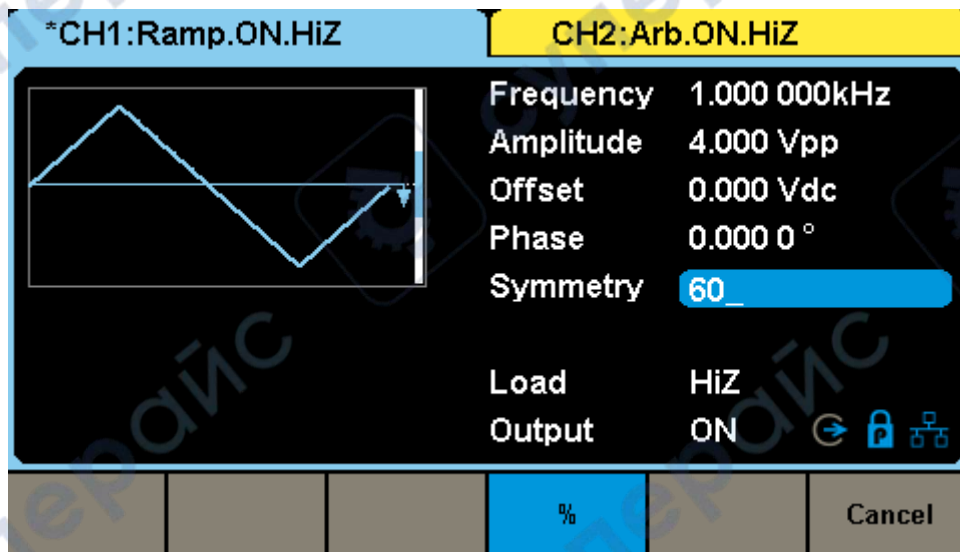 *CH1:Ramp.ON.HiZ
CH2:Arb.ON.HiZ
Frequency 1.000 000kHz
Amplitude 4.000 Vpp
Offset 0.000 Vdc
Phase 0.000 0 °
Symmetry 60_
Load HiZ
Output ON
% Cancel